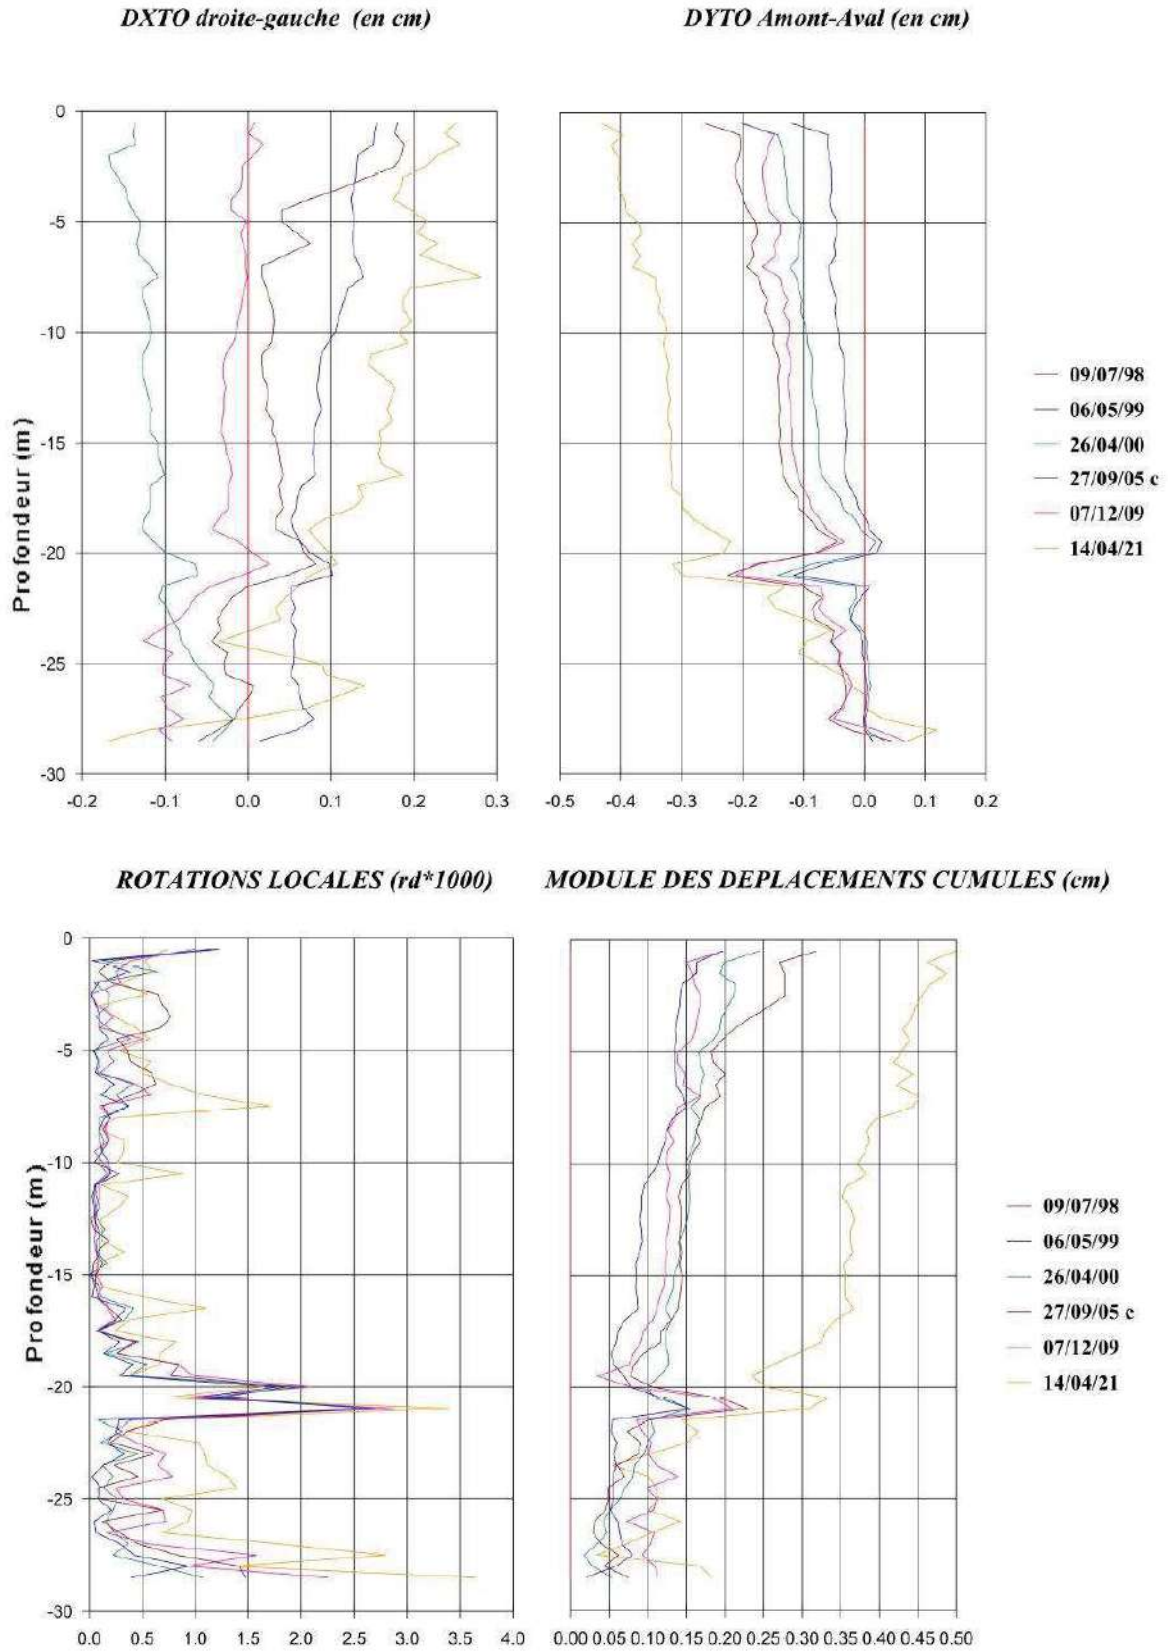 DXTO droite-gauche (en cm)
DYTO Amont-Aval (en cm)
Profondeur (m)
0
-5
-10
-15
-20
-25
-30
-0.2 -0.1 0.0 0.1 0.2 0.3
-0.5 -0.4 -0.3 -0.2 -0.1 0.0 0.1 0.2
09/07/98
06/05/99
26/04/00
27/09/05 c
07/12/09
14/04/21
ROTATIONS LOCALES (rd*1000)
MODULE DES DEPLACEMENTS CUMULES (cm)
Profondeur (m)
0
-5
-10
-15
-20
-25
-30
0.0 0.5 1.0 1.5 2.0 2.5 3.0 3.5 4.0
0.00 0.05 0.10 0.15 0.20 0.25 0.30 0.35 0.40 0.45 0.50
09/07/98
06/05/99
26/04/00
27/09/05 c
07/12/09
14/04/21